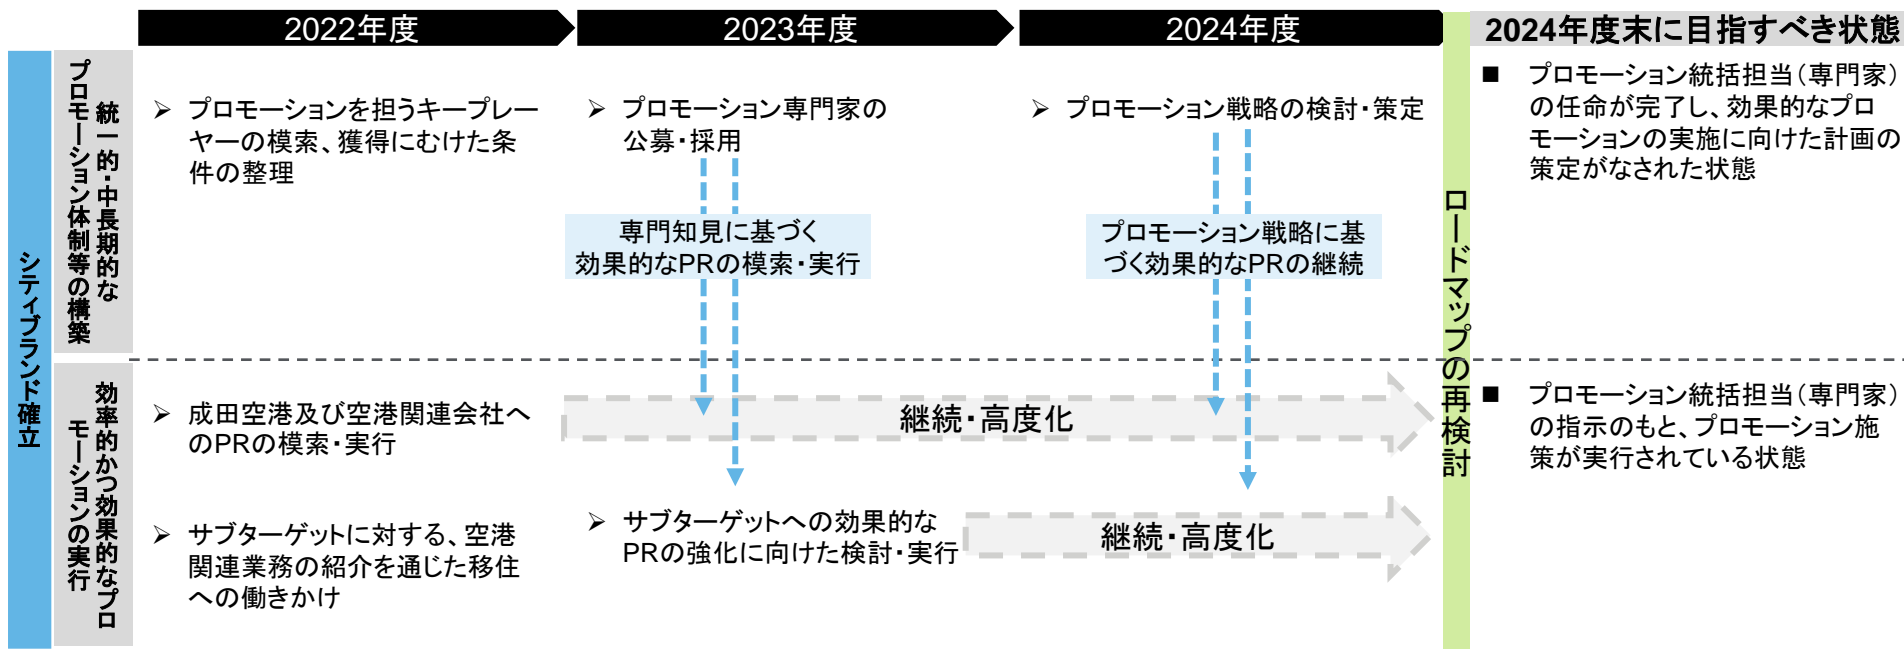 2022年度
2023年度
2024年度
2024年度末に目指すべき状態
シティブランド確立
統一的・中長期的な
プロモーション体制等の構築
➢ プロモーションを担うキープレー
ヤーの模索、獲得にむけた条
件の整理
➢ プロモーション専門家の
公募・採用
➢ プロモーション戦略の検討・策定
専門知見に基づく
効果的なPRの模索・実行
プロモーション戦略に基
づく効果的なPRの継続
ロードマップの再検討
■ プロモーション統括担当（専門家）
の任命が完了し、効果的なプロ
モーションの実施に向けた計画の
策定がなされた状態
効率的かつ効果的なプロ
モーションの実行
➢ 成田空港及び空港関連会社へ
のPRの模索・実行
継続・高度化
➢ サブターゲットに対する、空港
関連業務の紹介を通じた移住
への働きかけ
➢ サブターゲットへの効果的な
PRの強化に向けた検討・実行
継続・高度化
■ プロモーション統括担当（専門家）
の指示のもと、プロモーション施
策が実行されている状態